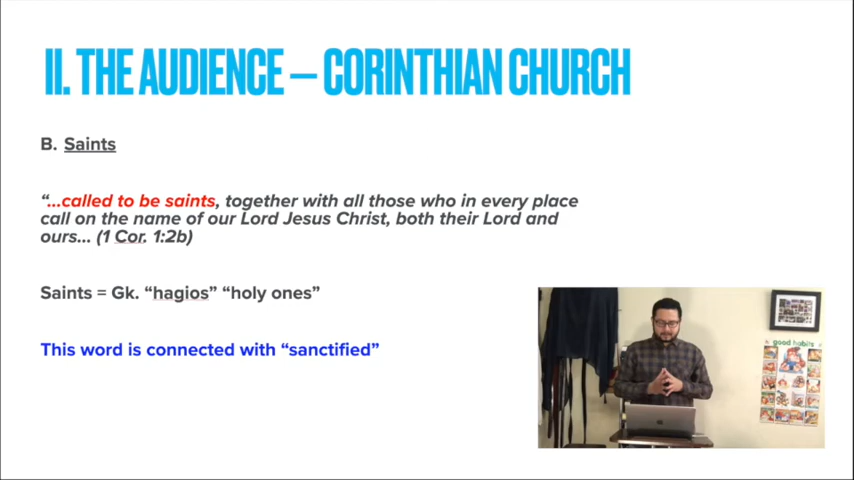 II. THE AUDIENCE – CORINTHIAN CHURCH
B. Saints
“...called to be saints, together with all those who in every place
call on the name of our Lord Jesus Christ, both their Lord and
ours... (1 Cor. 1:2b)
Saints = Gk. “hagios” “holy ones”
This word is connected with “sanctified”
good habits